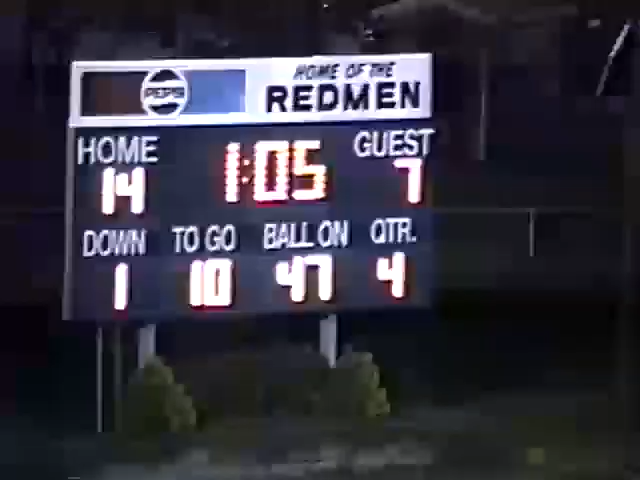 PEPSI HOME OF THE
REDMEN
HOME 1:05 GUEST
14 7
DOWN TO GO BALL ON QTR.
1 10 47 4